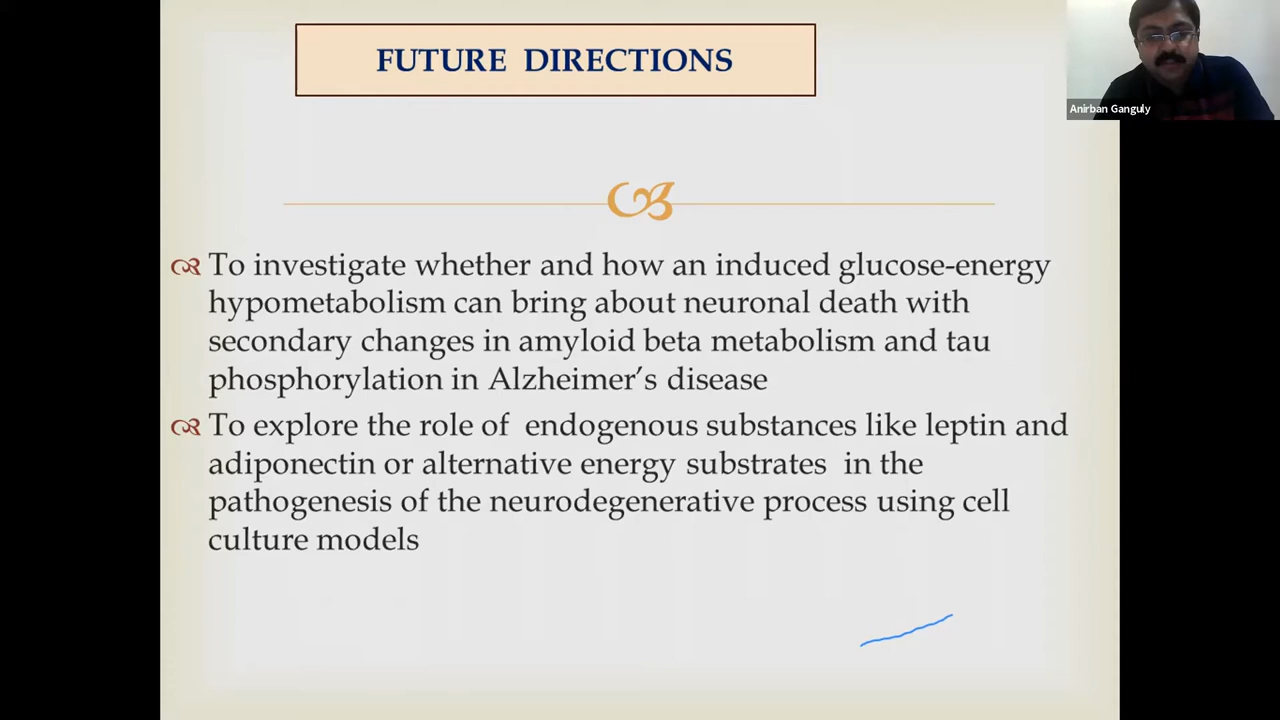 FUTURE DIRECTIONS
Anirban Ganguly
To investigate whether and how an induced glucose-energy
hypometabolism can bring about neuronal death with
secondary changes in amyloid beta metabolism and tau
phosphorylation in Alzheimer’s disease
To explore the role of endogenous substances like leptin and
adiponectin or alternative energy substrates in the
pathogenesis of the neurodegenerative process using cell
culture models